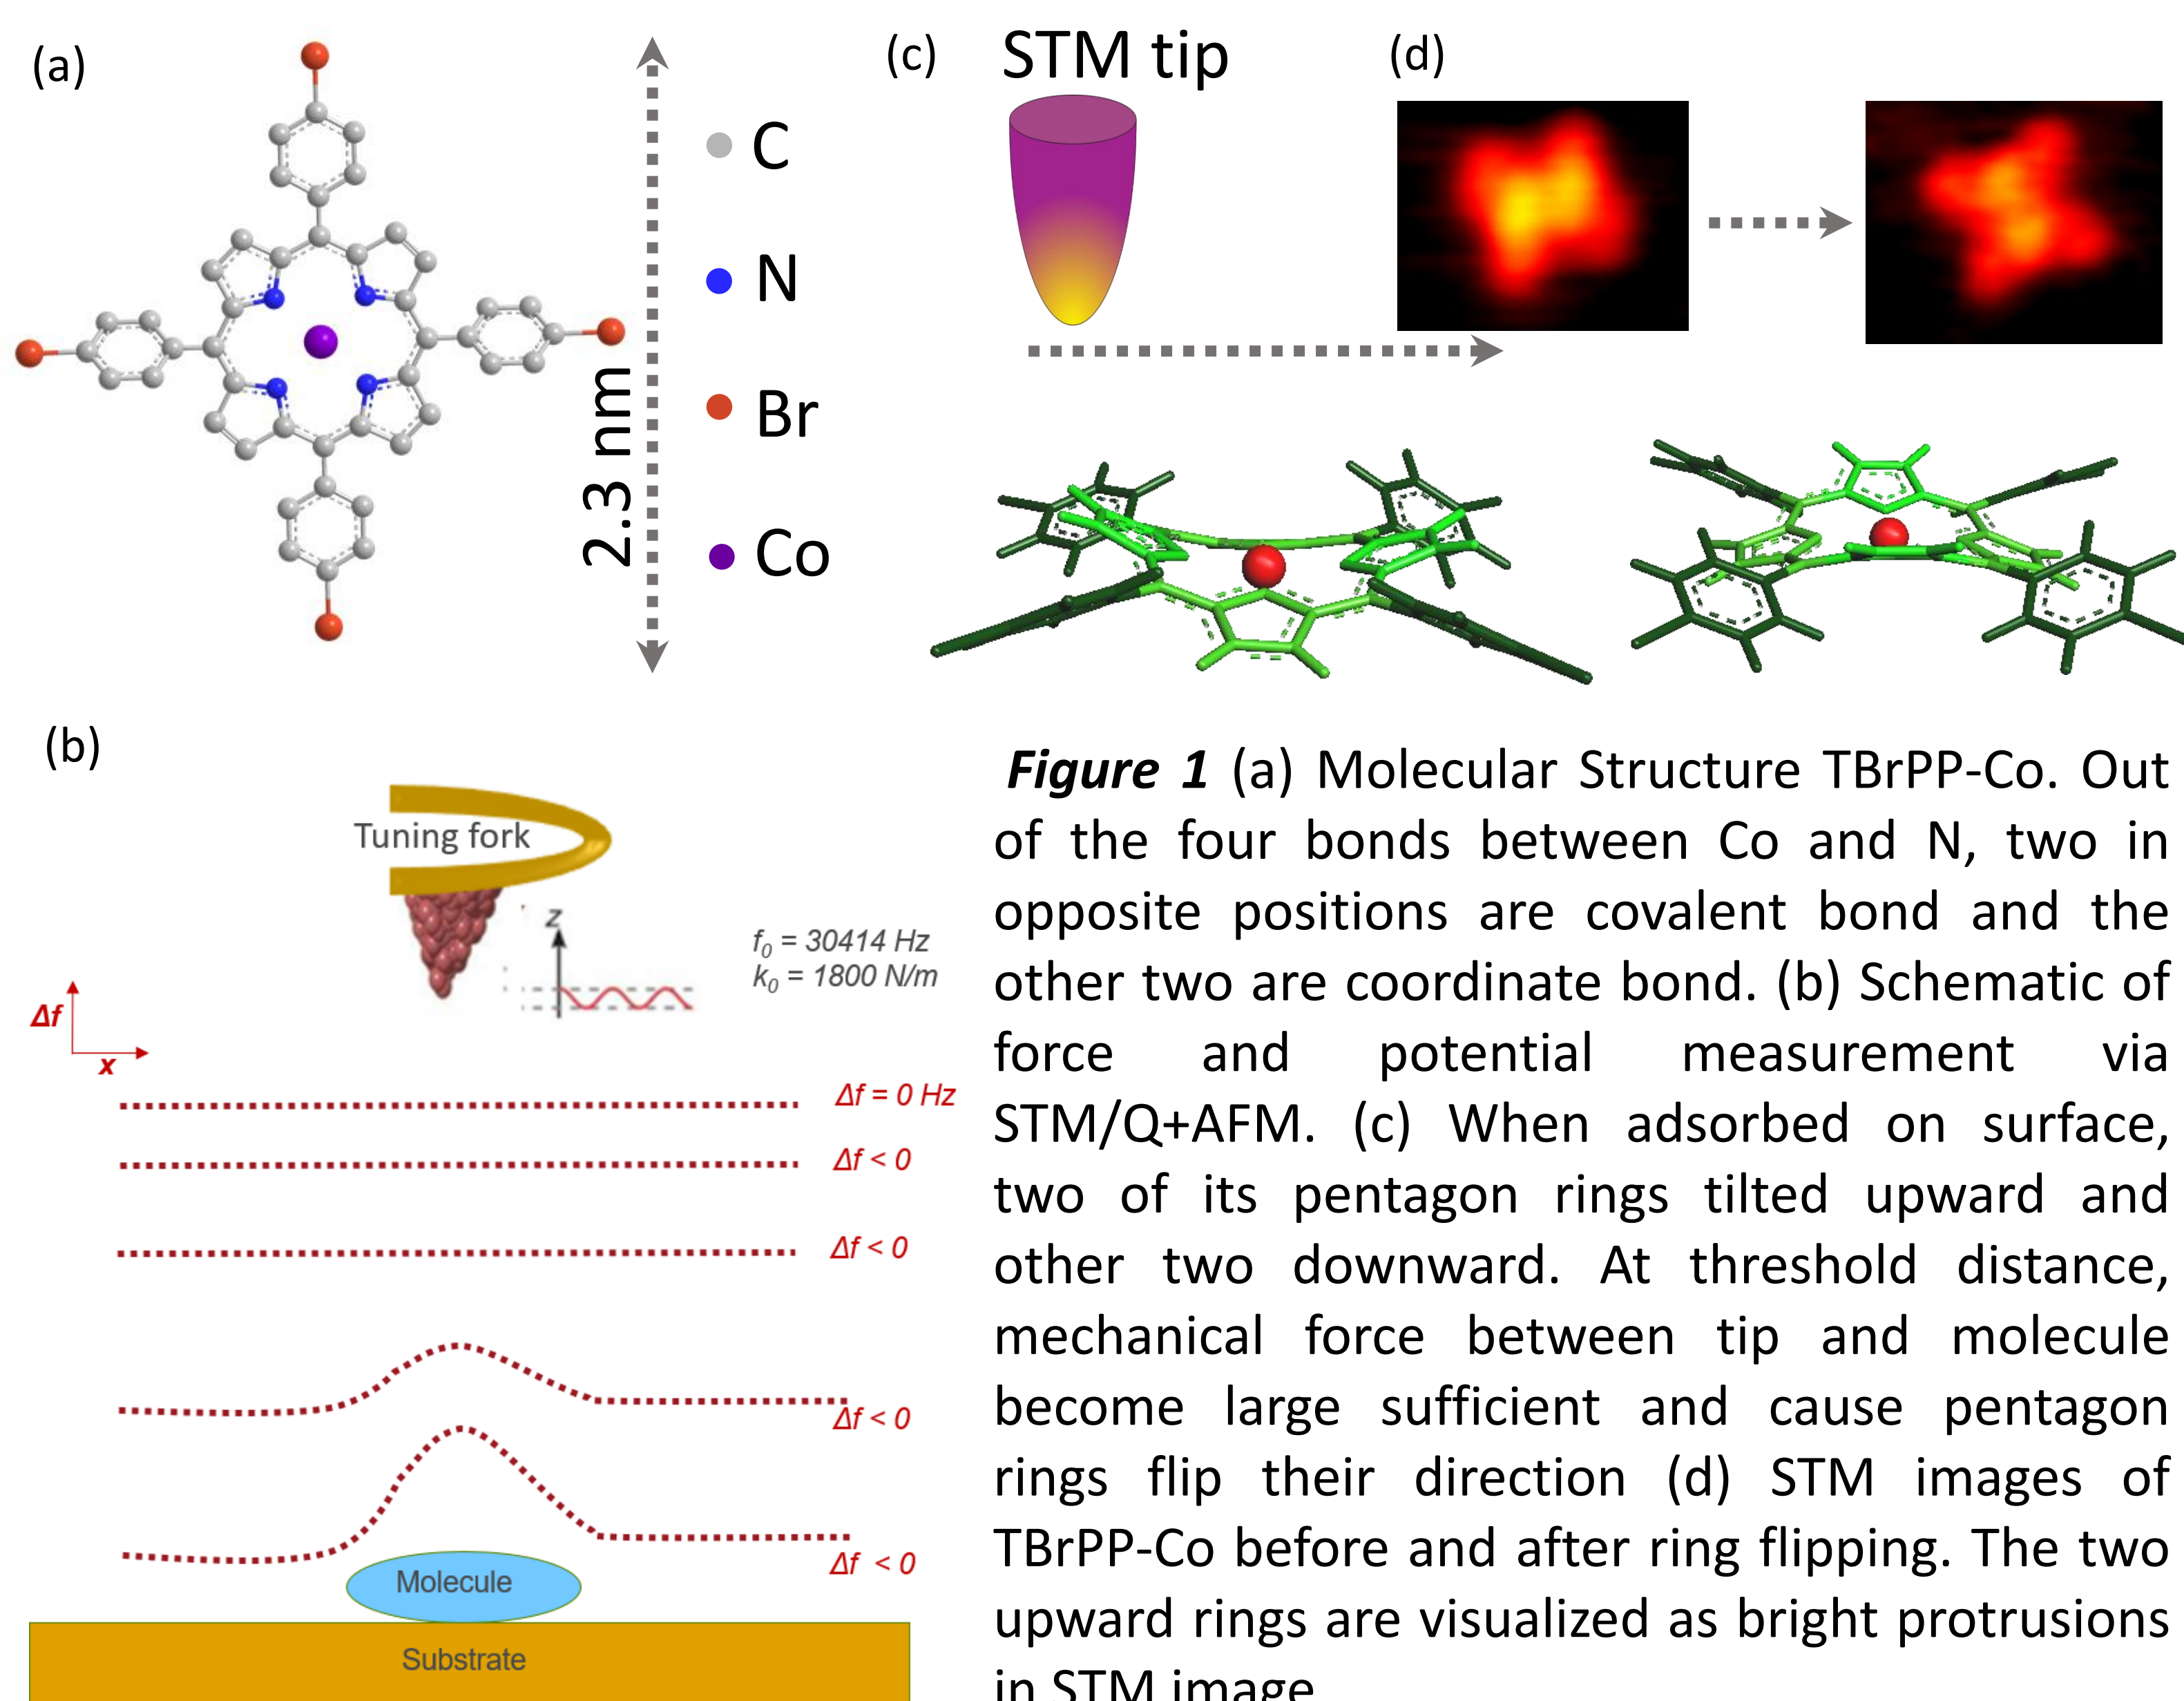 (a)
C
N
Br
Co
2.3 nm
(c)
STM tip
(d)
(b)
Tuning fork
z
f0 = 30414 Hz
k0 = 1800 N/m
Δf
x
Δf = 0 Hz
Δf < 0
Δf < 0
Δf < 0
Δf < 0
Molecule
Substrate
Figure 1 (a) Molecular Structure TBrPP-Co. Out
of the four bonds between Co and N, two in
opposite positions are covalent bond and the
other two are coordinate bond. (b) Schematic of
force and potential measurement via
STM/Q+AFM. (c) When adsorbed on surface,
two of its pentagon rings tilted upward and
other two downward. At threshold distance,
mechanical force between tip and molecule
become large sufficient and cause pentagon
rings flip their direction (d) STM images of
TBrPP-Co before and after ring flipping. The two
upward rings are visualized as bright protrusions
in STM image